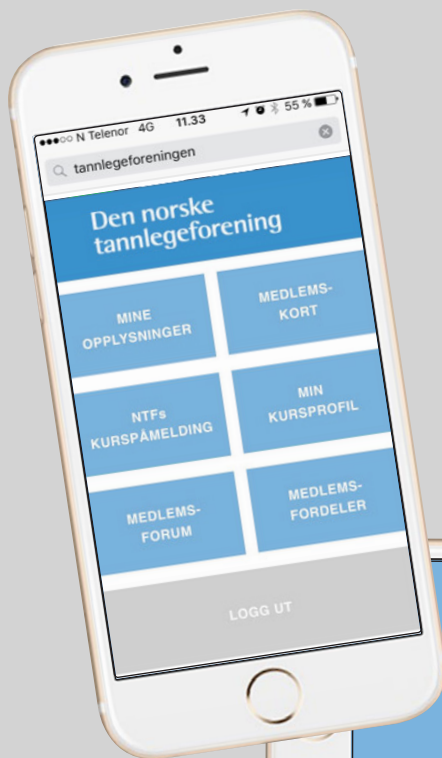 N Telenor 4G 11.33 55 %
tannlegeforeningen
Den norske
tannlegeforening
MINE
OPPLYSNINGER
MEDLEMS-
KORT
NTFs
KURSPÅMELDING
MIN
KURSPROFIL
MEDLEMS-
FORUM
MEDLEMS-
FORDELER
LOGG UT